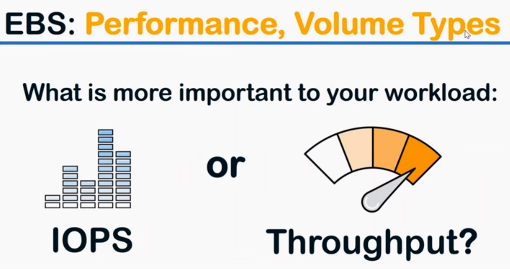 EBS: Performance, Volume Types
What is more important to your workload:
or
IOPS
Throughput?